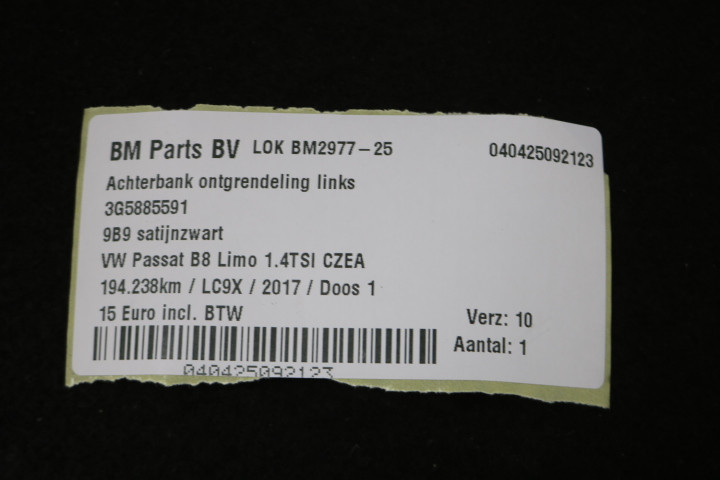 BM Parts BV LOK BM2977-25 040425092123
Achterbank ontgrendeling links
3G5885591
9B9 satijnzwart
VW Passat B8 Limo 1.4TSI CZEA
194.238km / LC9X / 2017 / Doos 1
15 Euro incl. BTW
Verz: 10
Aantal: 1
040425092123